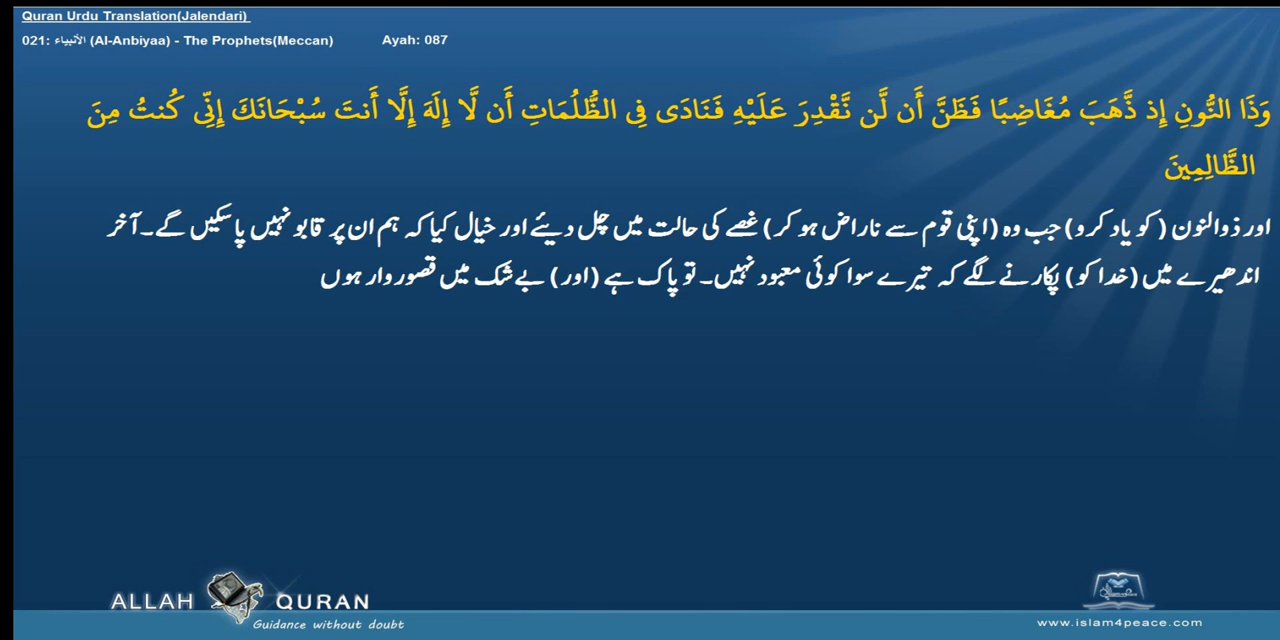 Quran Urdu Translation(Jalendari)
021: الأنبياء (Al-Anbiyaa) - The Prophets(Meccan) Ayah: 087
وَذَا النُّونِ إِذ ذَّهَبَ مُغَاضِبًا فَظَنَّ أَن لَّن نَّقْدِرَ عَلَيْهِ فَنَادَى فِي الظُّلُمَاتِ أَن لَّا إِلَهَ إِلَّا أَنتَ سُبْحَانَكَ إِنِّي كُنتُ مِنَ
الظَّالِمِينَ
اور ذوالنون (کو یاد کرو) جب وہ (اپنی قوم سے ناراض ہو کر) غصے کی حالت میں چل دیئے اور خیال کیا کہ ہم ان پر قابو نہیں پاسکیں گے۔ آخر
اندھیرے میں (خدا کو) پکارنے لگے کہ تیرے سوا کوئی معبود نہیں۔ تو پاک ہے (اور) بےشک میں قصوروار ہوں
ALLAH QURAN
Guidance without doubt
www.islam4peace.com